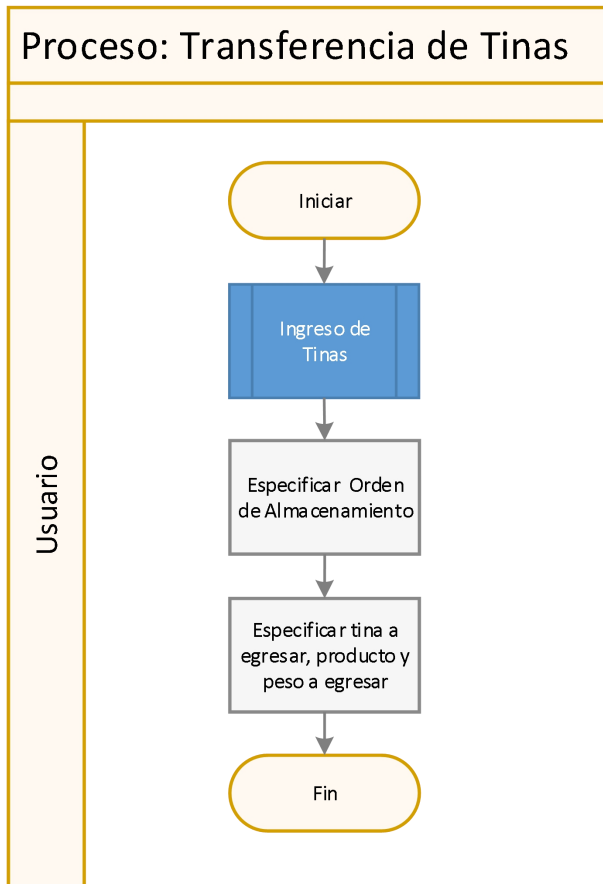 Proceso: Transferencia de Tinas
Usuario
Iniciar
Ingreso de
Tinas
Especificar Orden
de Almacenamiento
Especificar tina a
egresar, producto y
peso a egresar
Fin